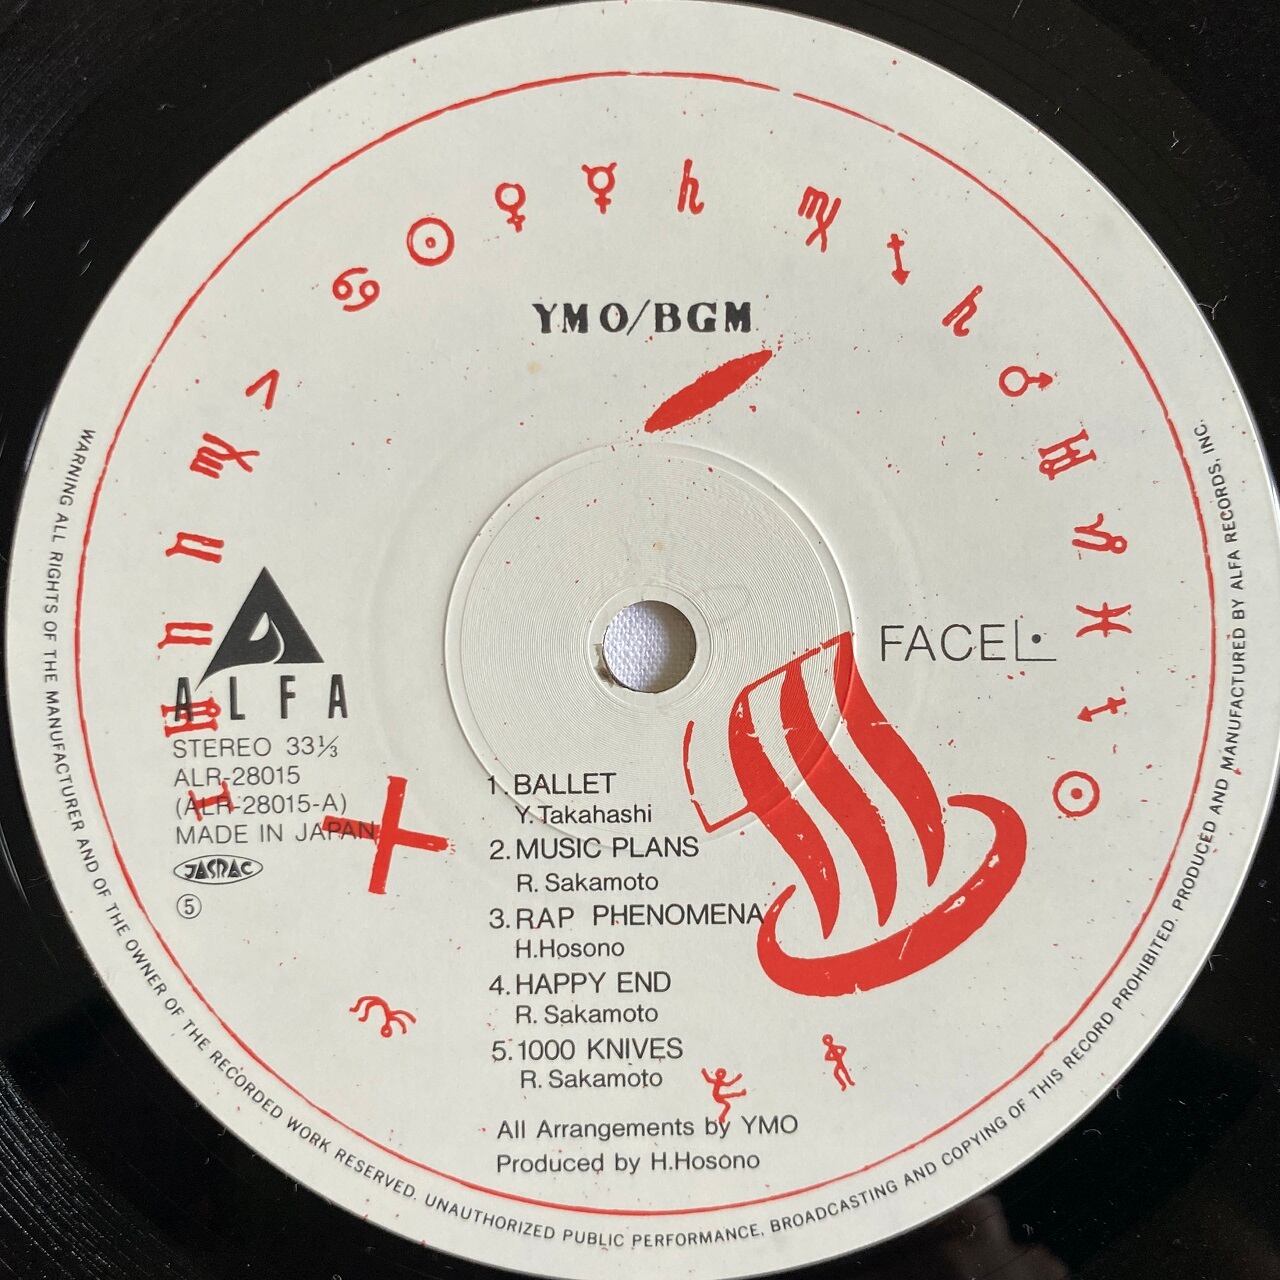 YMO/BGM
FACE L
ALFA
STEREO 33⅓
ALR-28015
(ALR-28015-A)
MADE IN JAPAN
JASRAC
⑤
1. BALLET
Y. Takahashi
2. MUSIC PLANS
R. Sakamoto
3. RAP PHENOMENA
H.Hosono
4. HAPPY END
R. Sakamoto
5. 1000 KNIVES
R. Sakamoto
All Arrangements by YMO
Produced by H.Hosono
WARNING ALL RIGHTS OF THE MANUFACTURER AND OF THE OWNER OF THE RECORDED WORK RESERVED. UNAUTHORIZED PUBLIC PERFORMANCE, BROADCASTING AND COPYING OF THIS RECORD PROHIBITED. PRODUCED AND MANUFACTURED BY ALFA RECORDS, INC.